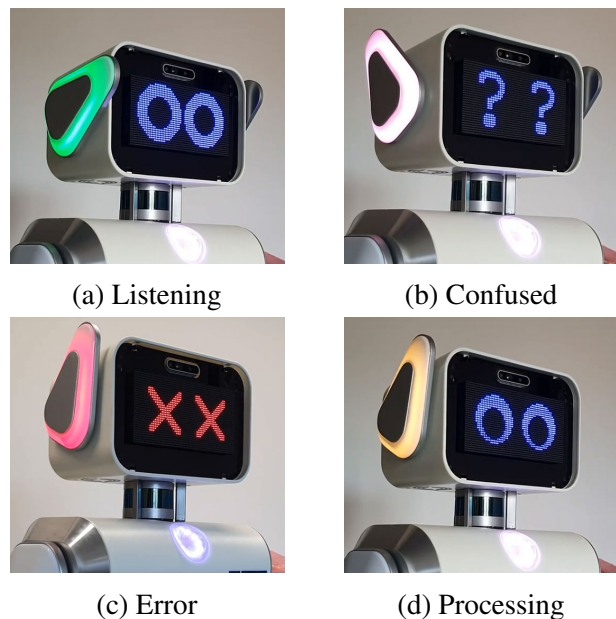 (a) Listening
(b) Confused
? ?
X X
(c) Error
(d) Processing